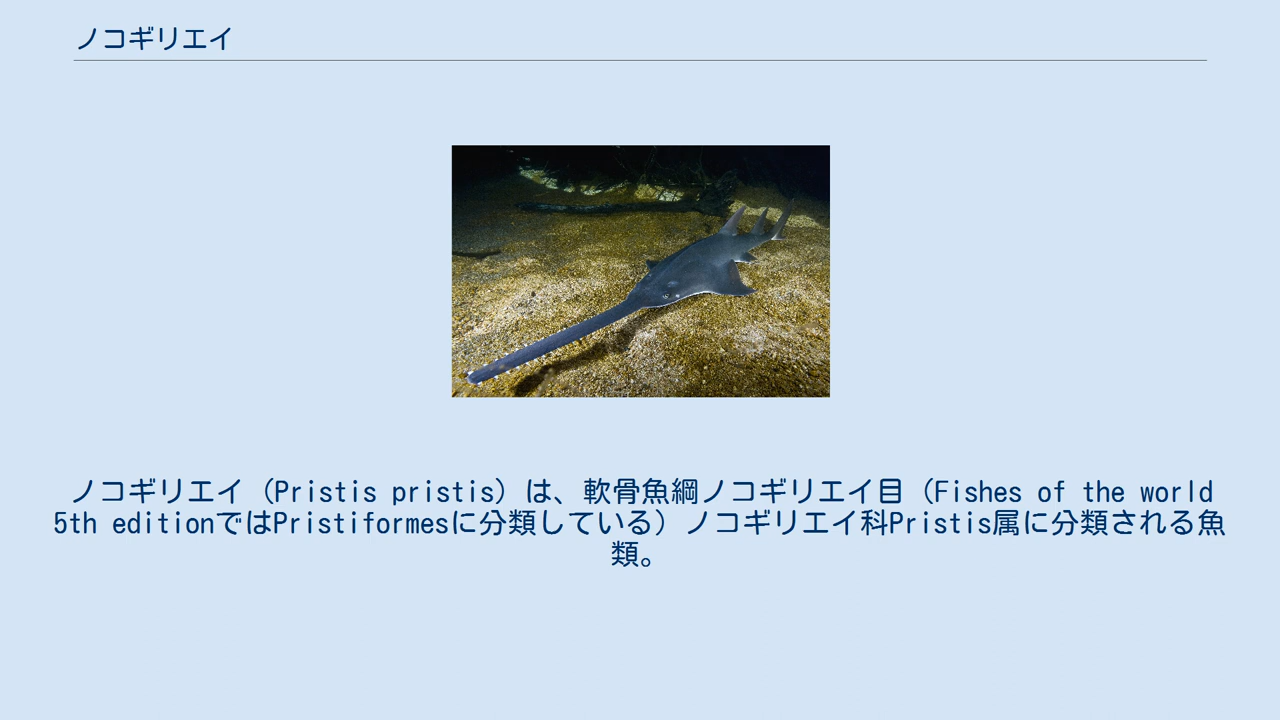 ノコギリエイ
ノコギリエイ（Pristis pristis）は、軟骨魚綱ノコギリエイ目（Fishes of the world
5th editionではPristiformesに分類している）ノコギリエイ科Pristis属に分類される魚
類。